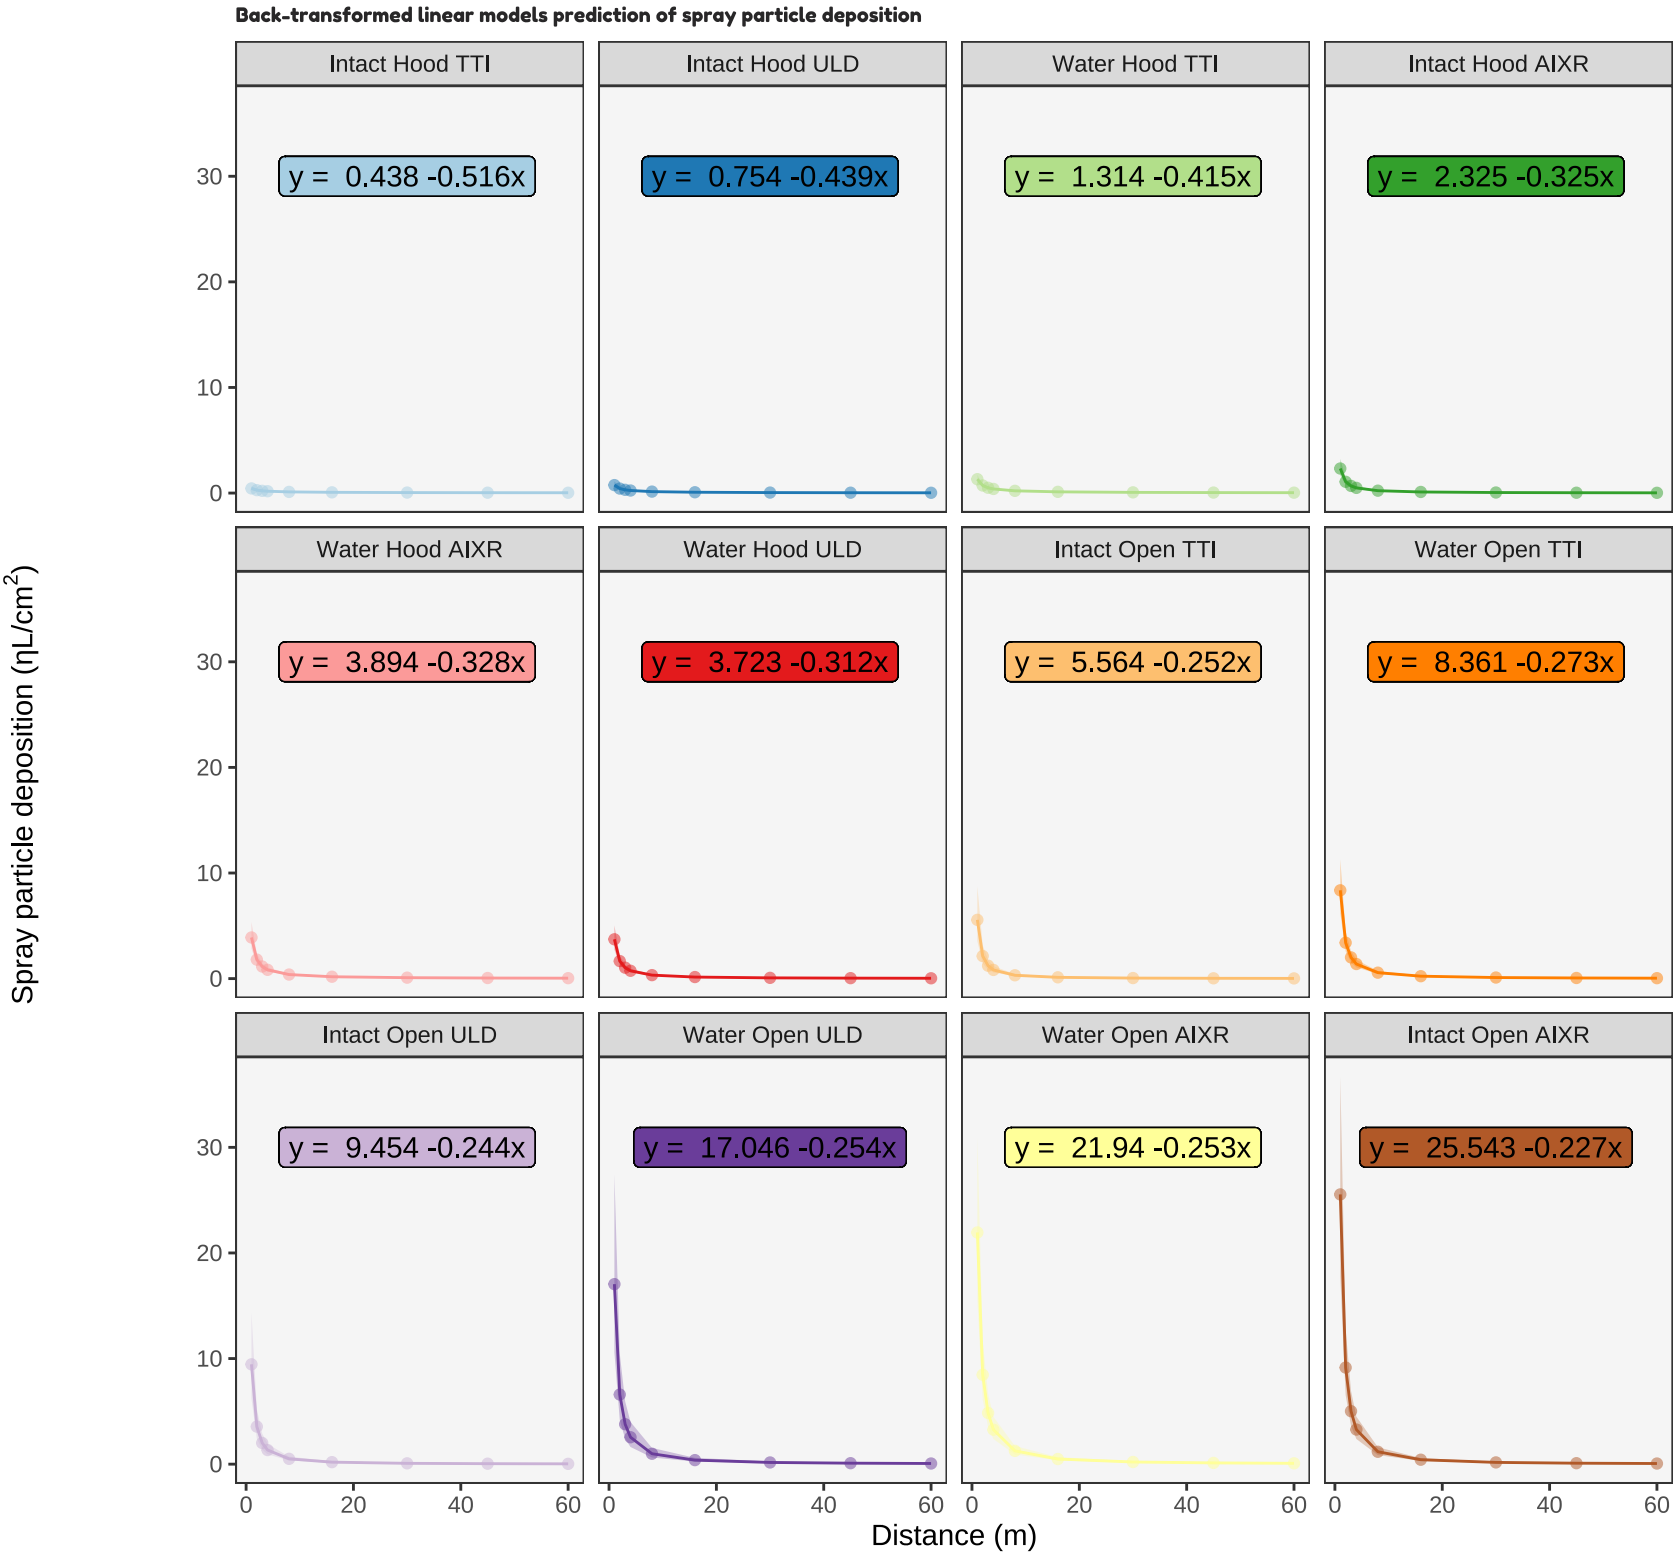 Back-transformed linear models prediction of spray particle deposition
Intact Hood TTI
Intact Hood ULD
Water Hood TTI
Intact Hood AIXR
y = 0.438 -0.516x
y = 0.754 -0.439x
y = 1.314 -0.415x
y = 2.325 -0.325x
30
20
10
0
Water Hood AIXR
Water Hood ULD
Intact Open TTI
Water Open TTI
y = 3.894 -0.328x
y = 3.723 -0.312x
y = 5.564 -0.252x
y = 8.361 -0.273x
30
20
10
0
Spray particle deposition (ηL/cm²)
Intact Open ULD
Water Open ULD
Water Open AIXR
Intact Open AIXR
y = 9.454 -0.244x
y = 17.046 -0.254x
y = 21.94 -0.253x
y = 25.543 -0.227x
30
20
10
0
0 20 40 60
0 20 40 60
0 20 40 60
0 20 40 60
Distance (m)